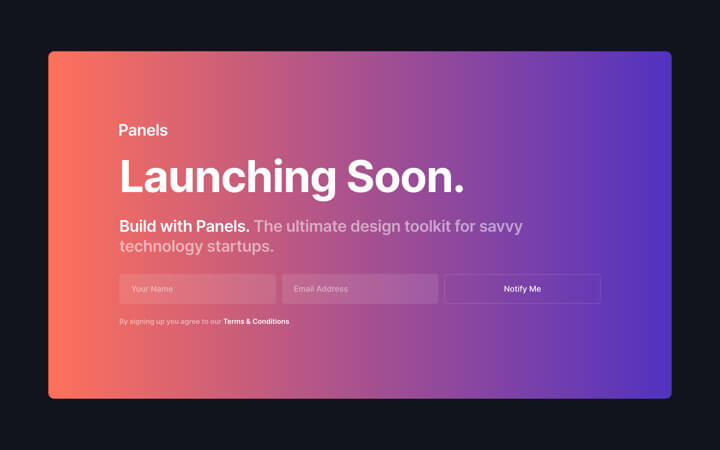 Panels
Launching Soon.
Build with Panels. The ultimate design toolkit for savvy
technology startups.
Your Name
Email Address
Notify Me
By signing up you agree to our Terms & Conditions